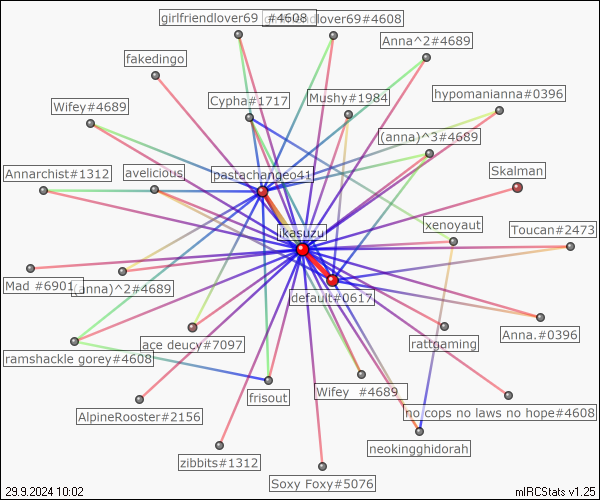 girlfriendlover69 #4608
girlfriendlover69#4608
Anna^2#4689
fakedingo
hypomanianna#0396
Cypha#1717
Mushy#1984
Wifey#4689
(anna)^3#4689
Annarchist#1312
avelicious
pastachangeo41
Skalman
xenoyaut
Toucan#2473
ikasuzu
Mad #6901
(anna)^2#4689
default#0617
Anna.#0396
ace deucy#7097
rattgaming
ramshackle gorey#4608
frisout
Wifey #4689
no cops no laws no hope#4608
AlpineRooster#2156
neokingghidorah
zibbits#1312
Soxy Foxy#5076
29.9.2024 10:02
mIRCStats v1.25